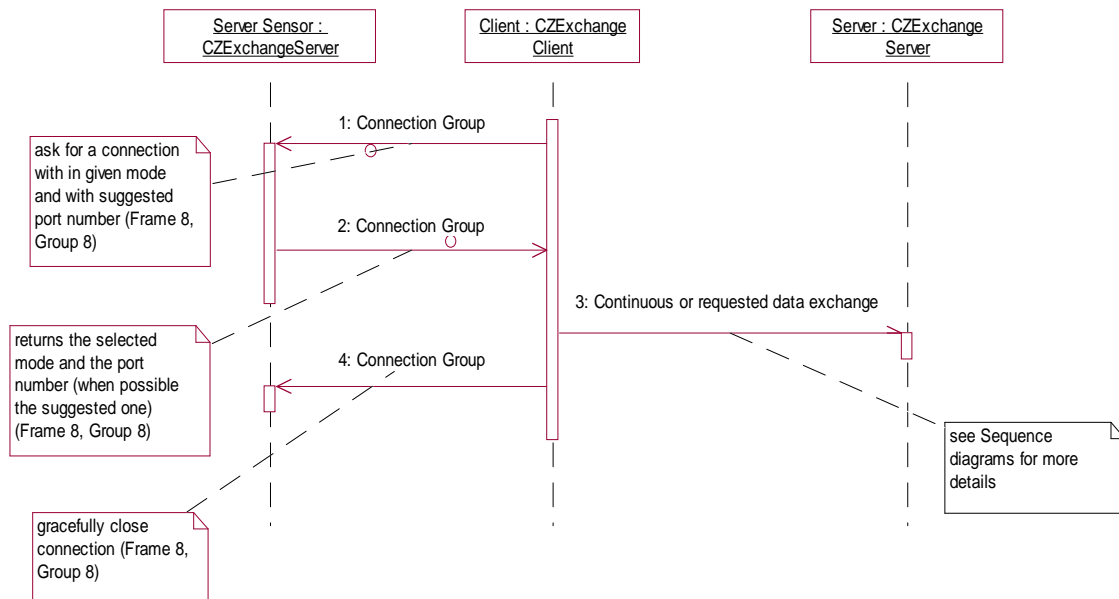 Server Sensor :
CZExchangeServer
Client : CZExchange
Client
Server : CZExchange
Server
1: Connection Group
ask for a connection
with in given mode
and with suggested
port number (Frame 8,
Group 8)
2: Connection Group
3: Continuous or requested data exchange
returns the selected
mode and the port
number (when possible
the suggested one)
(Frame 8, Group 8)
4: Connection Group
see Sequence
diagrams for more
details
gracefully close
connection (Frame 8,
Group 8)